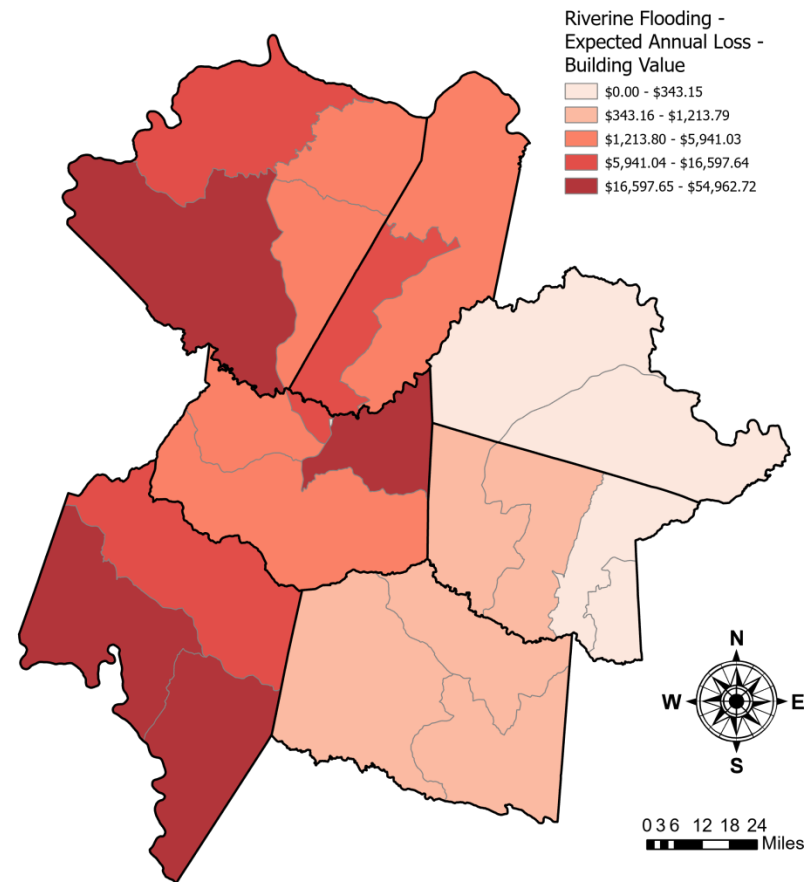 Riverine Flooding -
Expected Annual Loss -
Building Value
$0.00 - $343.15
$343.16 - $1,213.79
$1,213.80 - $5,941.03
$5,941.04 - $16,597.64
$16,597.65 - $54,962.72
N
W E
S
0 3 6 12 18 24
Miles